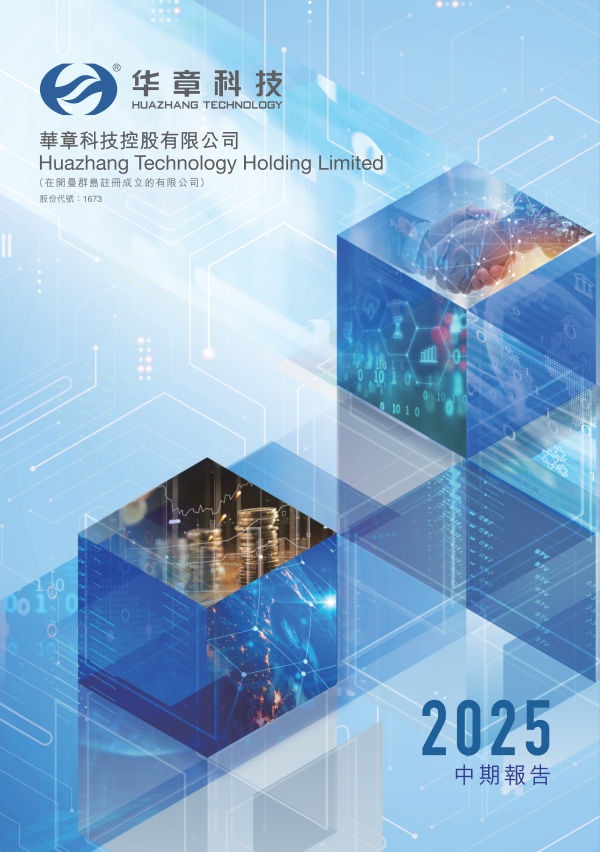 ®
华章科技
HUAZHANG TECHNOLOGY
華章科技控股有限公司
Huazhang Technology Holding Limited
(在開曼群島註冊成立的有限公司)
股份代號：1673
2025
中期報告